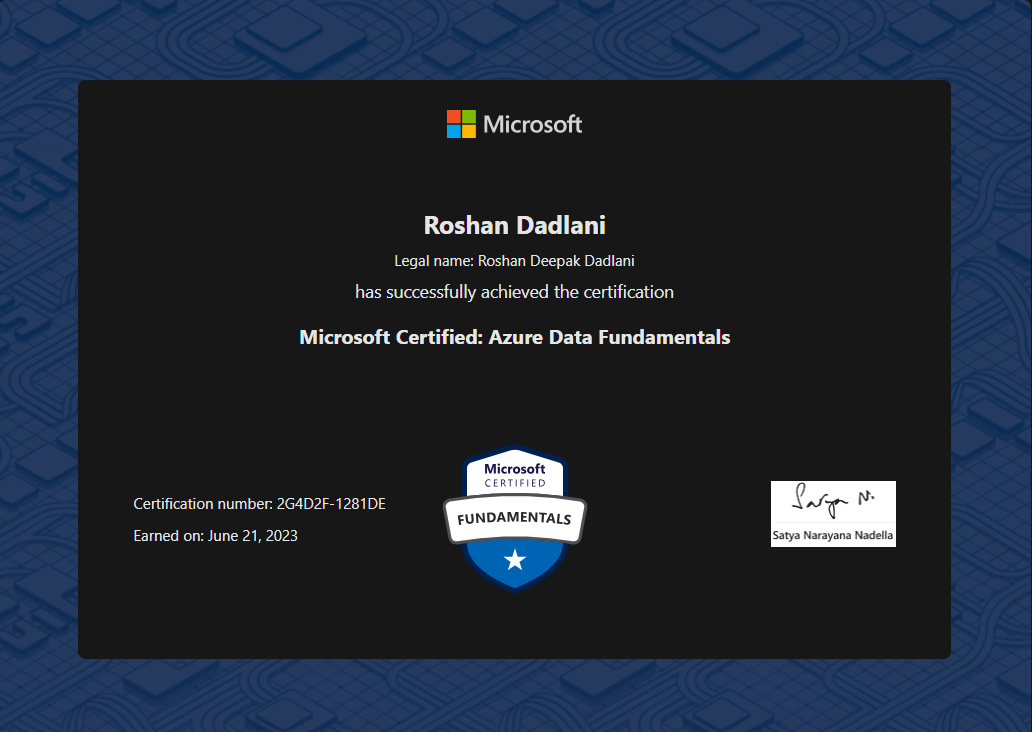 Microsoft
Roshan Dadlani
Legal name: Roshan Deepak Dadlani
has successfully achieved the certification
Microsoft Certified: Azure Data Fundamentals
Microsoft
CERTIFIED
FUNDAMENTALS
Certification number: 2G4D2F-1281DE
Earned on: June 21, 2023
Satya N.
Satya Narayana Nadella